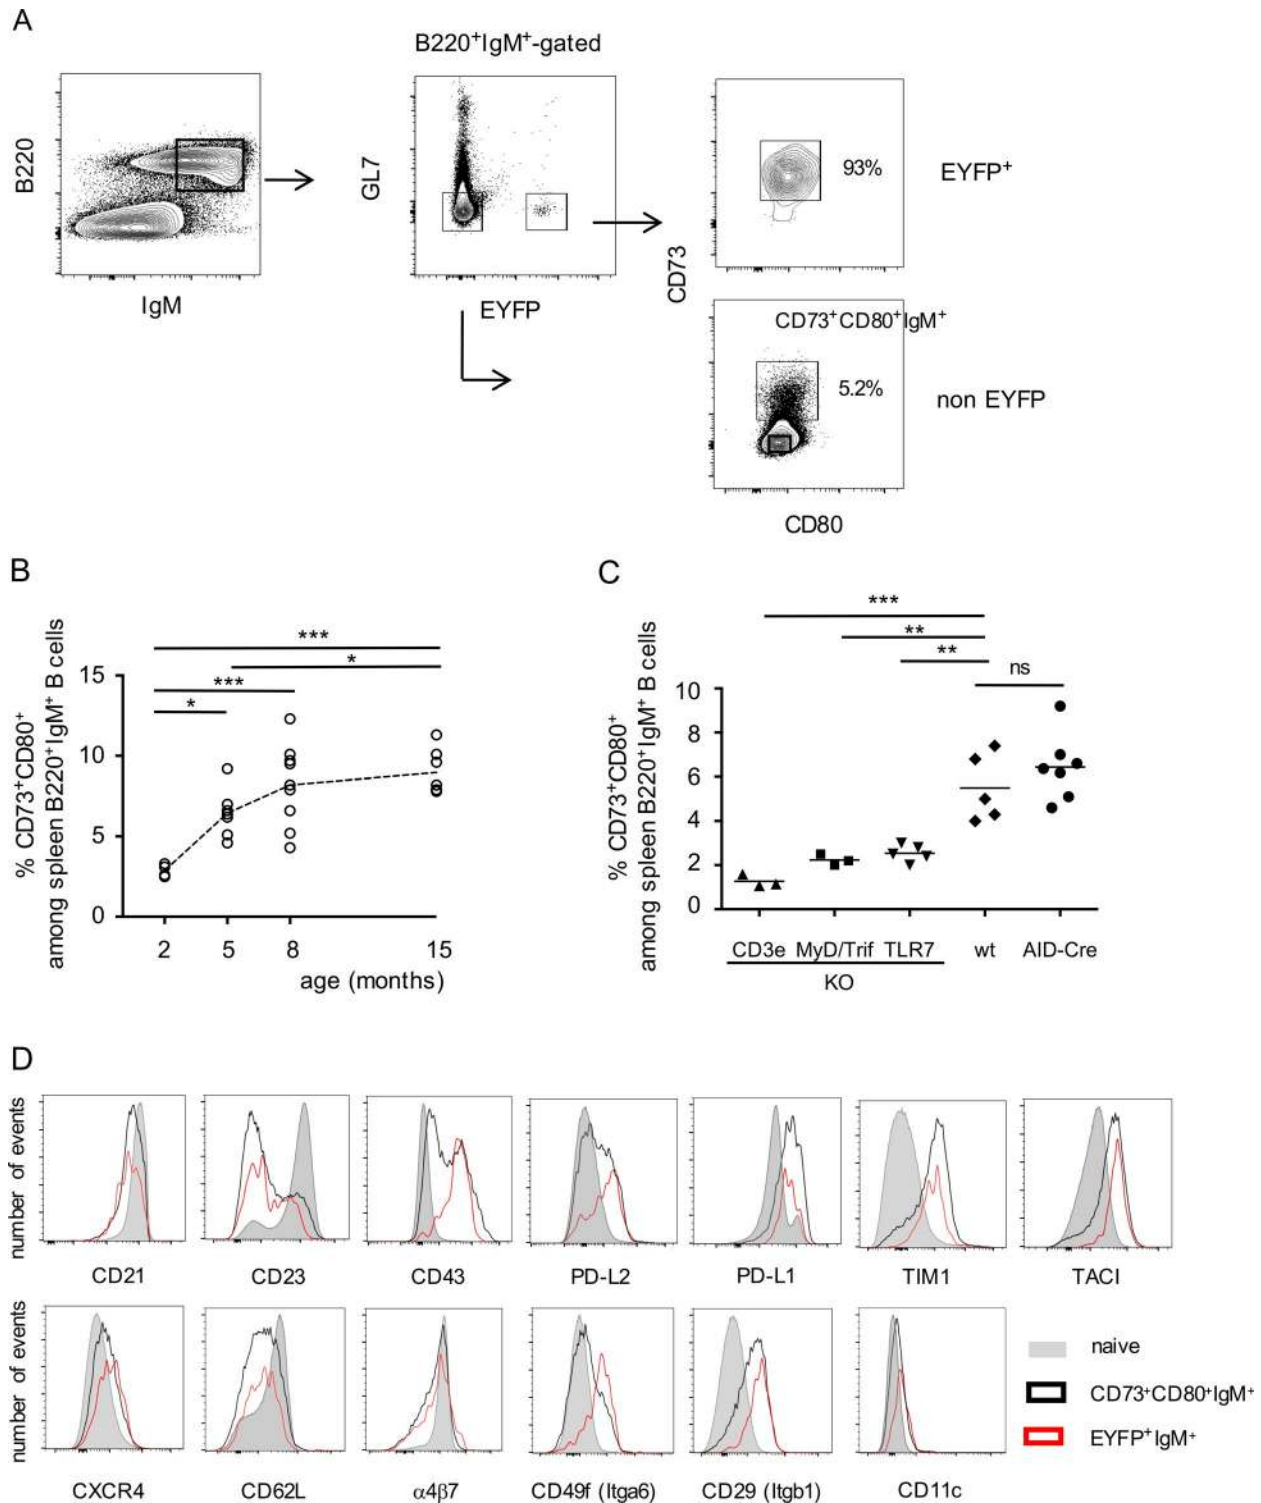 A
B220⁺IgM⁺-gated
B220
IgM
GL7
EYFP
CD73
93%
EYFP⁺
CD73⁺CD80⁺IgM⁺
5.2%
non EYFP
CD80
B
% CD73⁺CD80⁺
among spleen B220⁺IgM⁺ B cells
***
*
***
*
15
10
5
0
2 5 8 15
age (months)
C
% CD73⁺CD80⁺
among spleen B220⁺IgM⁺ B cells
***
**
**
ns
10
8
6
4
2
0
CD3e MyD/Trif TLR7 wt AID-Cre
KO
D
number of events
CD21 CD23 CD43 PD-L2 PD-L1 TIM1 TACI
number of events
CXCR4 CD62L α4β7 CD49f (Itga6) CD29 (Itgb1) CD11c
naive
CD73⁺CD80⁺IgM⁺
EYFP⁺IgM⁺